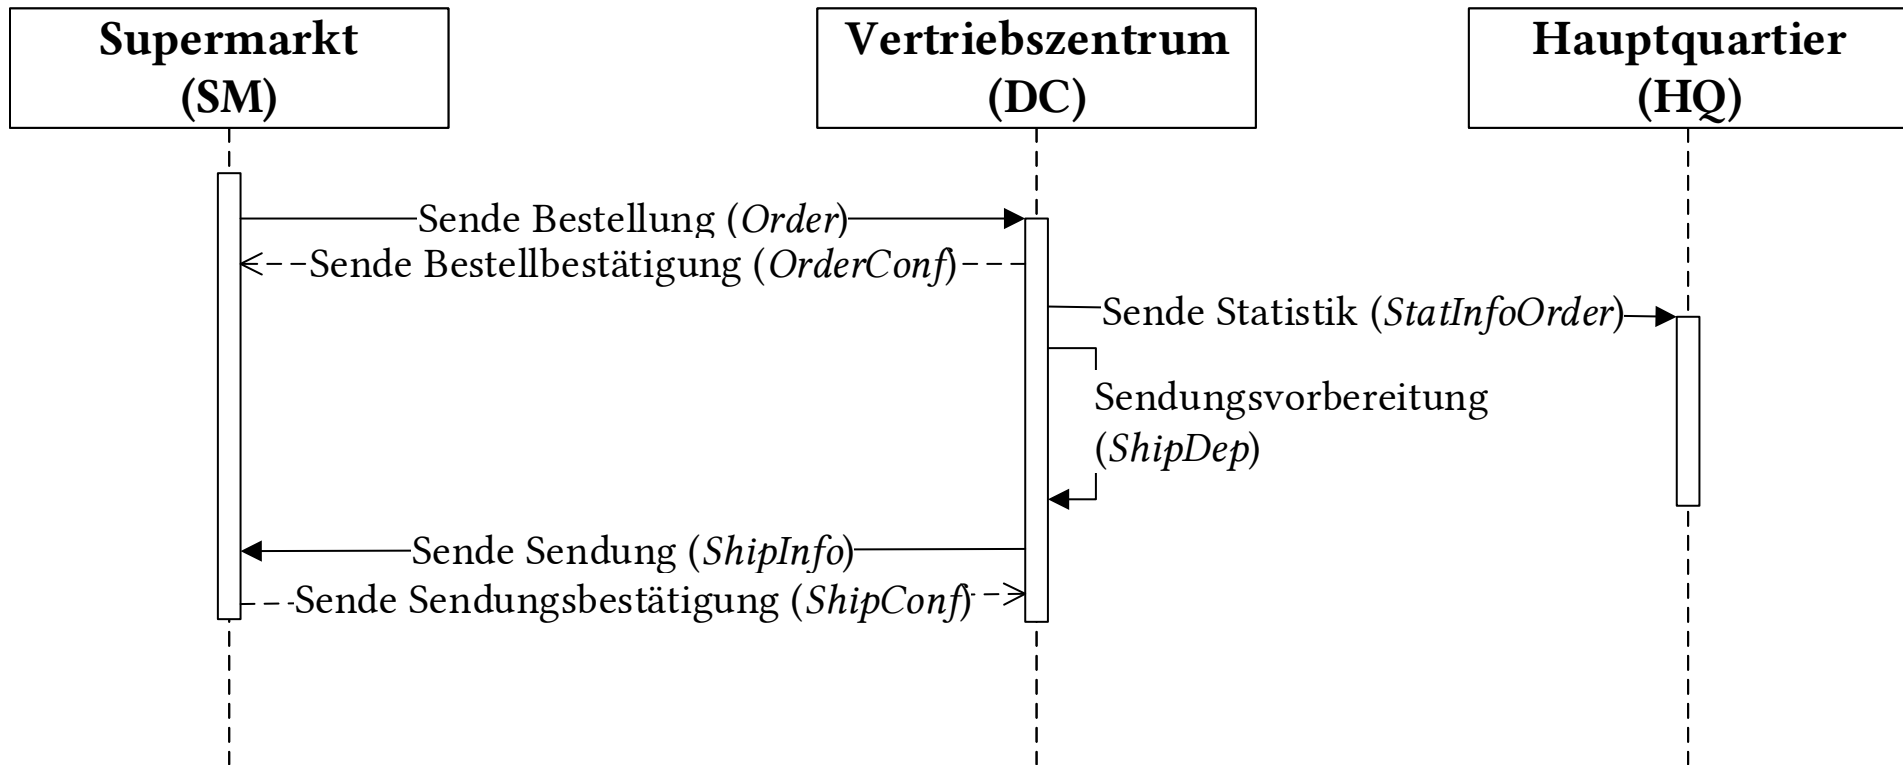 Supermarkt
(SM)
Vertriebszentrum
(DC)
Hauptquartier
(HQ)
Sende Bestellung (Order)
Sende Bestellbestätigung (OrderConf)
Sende Statistik (StatInfoOrder)
Sendungsvorbereitung
(ShipDep)
Sende Sendung (ShipInfo)
Sende Sendungsbestätigung (ShipConf)